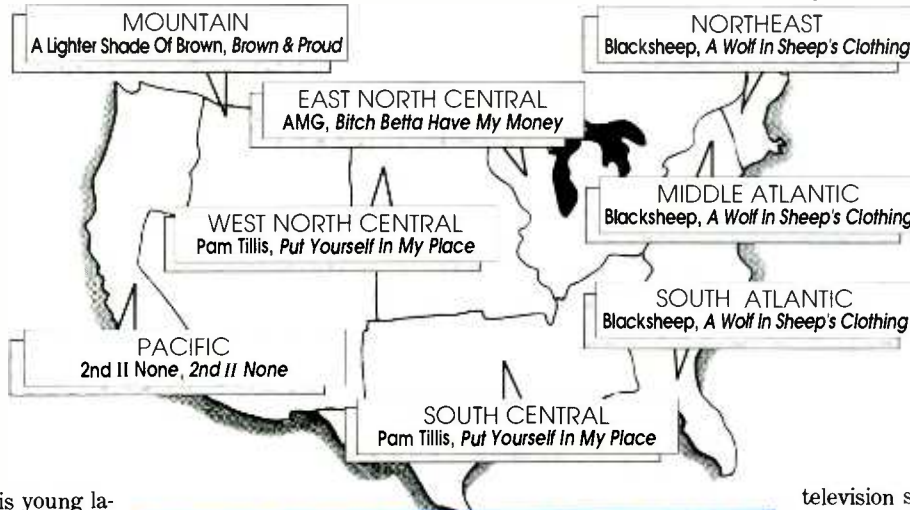 MOUNTAIN
A Lighter Shade Of Brown, Brown & Proud
NORTHEAST
Blacksheep, A Wolf In Sheep's Clothing
EAST NORTH CENTRAL
AMG, Bitch Betta Have My Money
MIDDLE ATLANTIC
Blacksheep, A Wolf In Sheep's Clothing
WEST NORTH CENTRAL
Pam Tillis, Put Yourself In My Place
SOUTH ATLANTIC
Blacksheep, A Wolf In Sheep's Clothing
PACIFIC
2nd II None, 2nd II None
SOUTH CENTRAL
Pam Tillis, Put Yourself In My Place
is young la-
television s